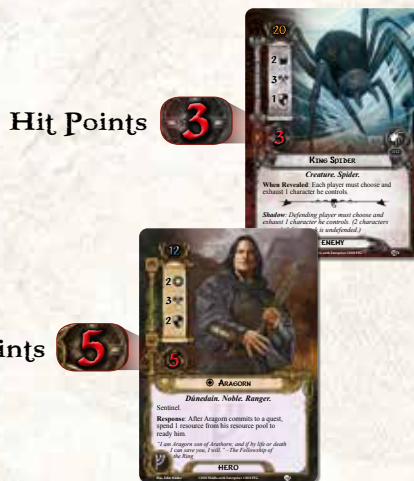 20
2
3
1
Hit Points 3
3
KING SPIDER
Creature. Spider.
When Revealed: Each player must choose and
exhaust 1 character he controls.
Shadow: Defending player must choose and
exhaust 1 character he controls. (2 characters
is undefended.)
ENEMY
12
2
3
2
ints 5
5
ARAGORN
Dúnedain. Noble. Ranger.
Sentinel.
Response: After Aragorn commits to a quest,
spend 1 resource from his resource pool to
ready him.
"I am Aragorn son of Arathorn; and if by life or death
I can save you, I will." –The Fellowship of
the Ring
HERO